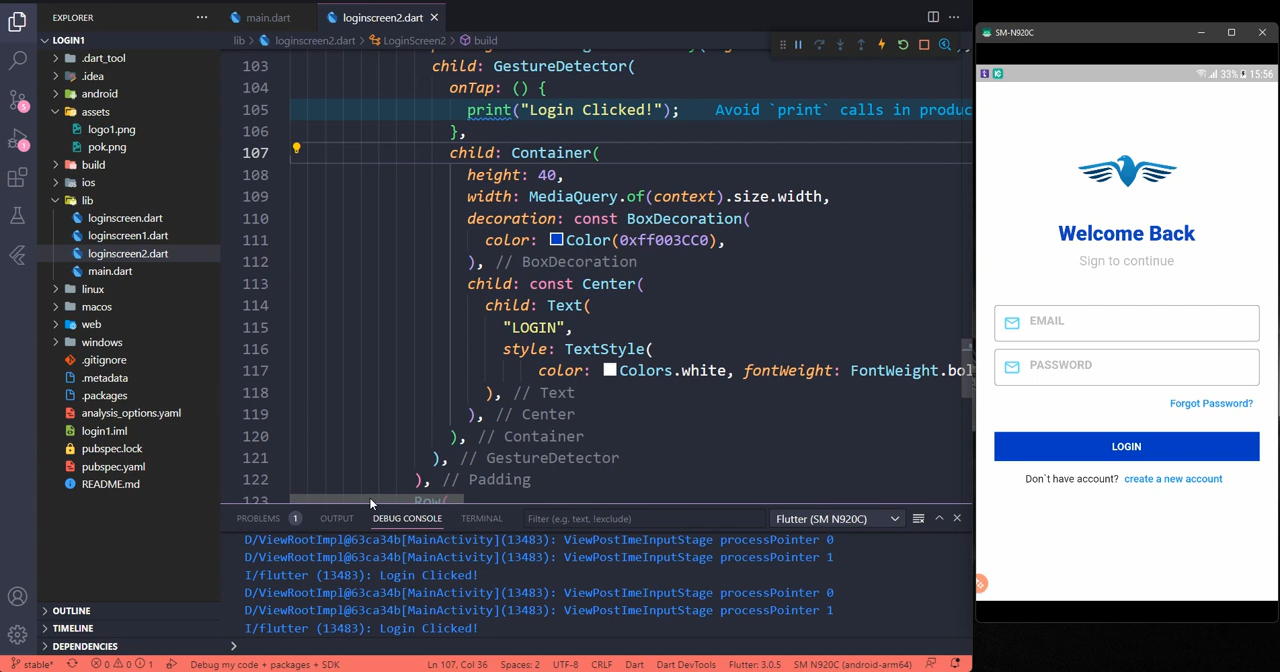 EXPLORER
LOGIN1
.dart_tool
.idea
android
assets
logo1.png
pok.png
build
ios
lib
loginscreen.dart
loginscreen1.dart
loginscreen2.dart
main.dart
linux
macos
web
windows
.gitignore
.metadata
.packages
analysis_options.yaml
login1.iml
pubspec.lock
pubspec.yaml
README.md
OUTLINE
TIMELINE
DEPENDENCIES
main.dart
loginscreen2.dart
lib > loginscreen2.dart > LoginScreen2 > build
103 child: GestureDetector(
104 onTap: () {
105 print("Login Clicked!"); Avoid `print` calls in produc
106 },
107 child: Container(
108 height: 40,
109 width: MediaQuery.of(context).size.width,
110 decoration: const BoxDecoration(
111 color: Color(0xff003CC0),
112 ), // BoxDecoration
113 child: const Center(
114 child: Text(
115 "LOGIN",
116 style: TextStyle(
117 color: Colors.white, fontWeight: FontWeight.bol
118 ), // Text
119 ), // Center
120 ), // Container
121 ), // GestureDetector
122 ), // Padding
123 Row(
PROBLEMS 1 OUTPUT DEBUG CONSOLE TERMINAL Filter (e.g. text, !exclude) Flutter (SM N920C)
D/ViewRootImpl@63ca34b[MainActivity](13483): ViewPostImeInputStage processPointer 0
D/ViewRootImpl@63ca34b[MainActivity](13483): ViewPostImeInputStage processPointer 1
I/flutter (13483): Login Clicked!
D/ViewRootImpl@63ca34b[MainActivity](13483): ViewPostImeInputStage processPointer 0
D/ViewRootImpl@63ca34b[MainActivity](13483): ViewPostImeInputStage processPointer 1
I/flutter (13483): Login Clicked!
stable* 0 0 1 Debug my code + packages + SDK Ln 107, Col 36 Spaces: 2 UTF-8 CRLF Dart Dart DevTools Flutter: 3.0.5 SM N920C (android-arm64)
SM-N920C
33% 15:56
Welcome Back
Sign to continue
EMAIL
PASSWORD
Forgot Password?
LOGIN
Don`t have account? create a new account